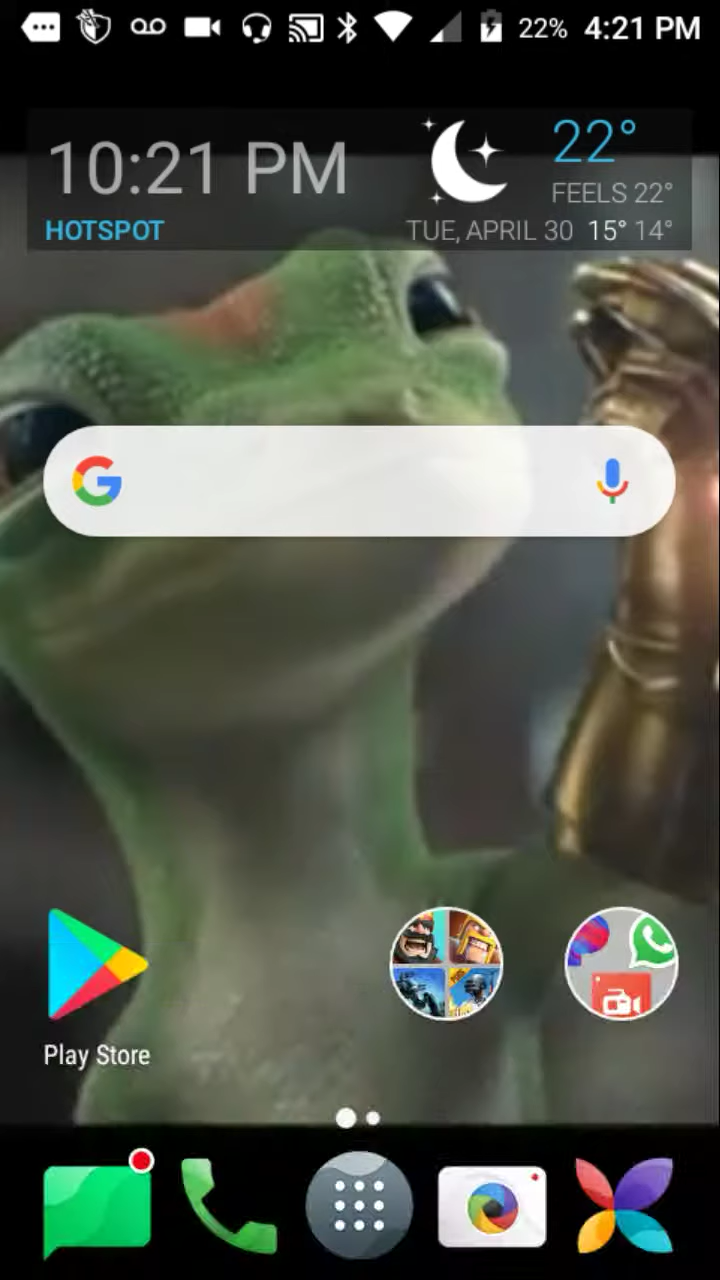 22% 4:21 PM
10:21 PM
22°
FEELS 22°
HOTSPOT
TUE, APRIL 30 15° 14°
Play Store